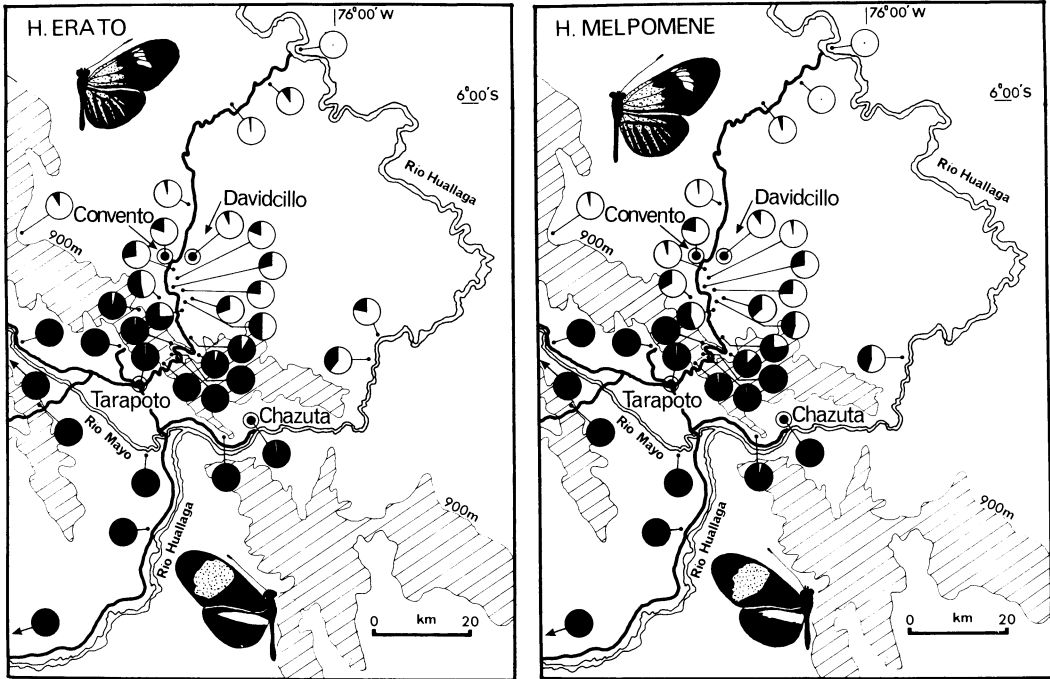 H. ERATO
76°00'W
6°00'S
Rio Huallaga
Convento
Davidcillo
900m
Tarapoto
Chazuta
Rio Mayo
Rio Huallaga
900m
0 km 20
H. MELPOMENE
76°00'W
6°00'S
Rio Huallaga
Convento
Davidcillo
900m
Tarapoto
Chazuta
Rio Mayo
Rio Huallaga
900m
0 km 20